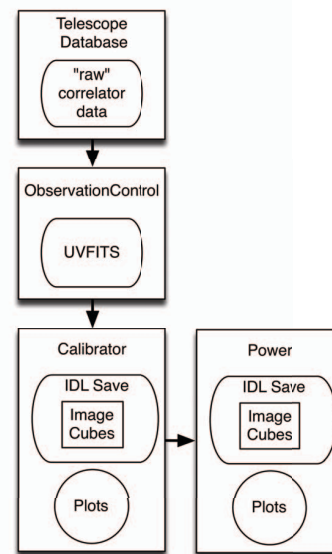 Telescope
Database
"raw"
correlator
data
ObservationControl
UVFITS
Calibrator
IDL Save
Image
Cubes
Plots
Power
IDL Save
Image
Cubes
Plots